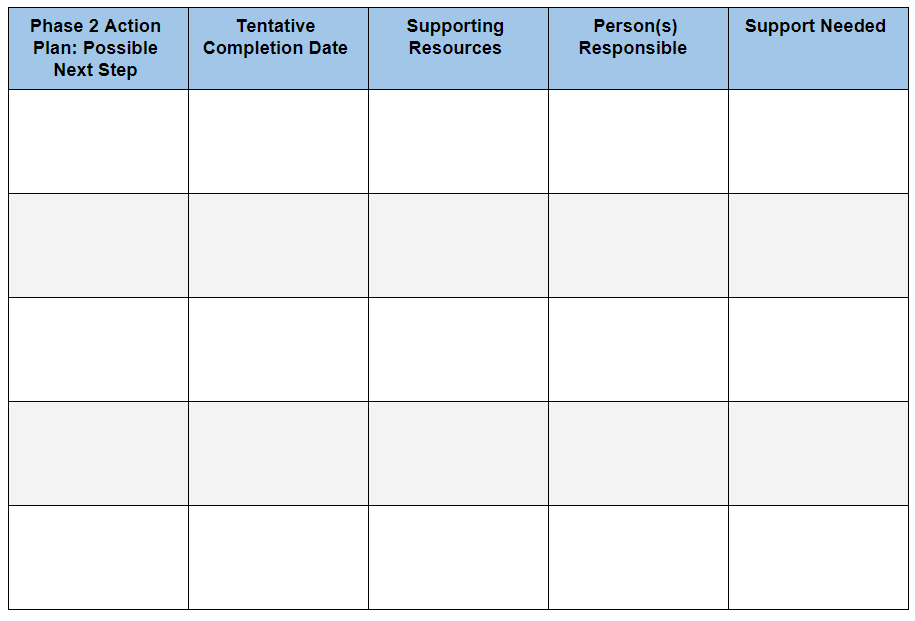 Phase 2 Action
Plan: Possible
Next Step
Tentative
Completion Date
Supporting
Resources
Person(s)
Responsible
Support Needed